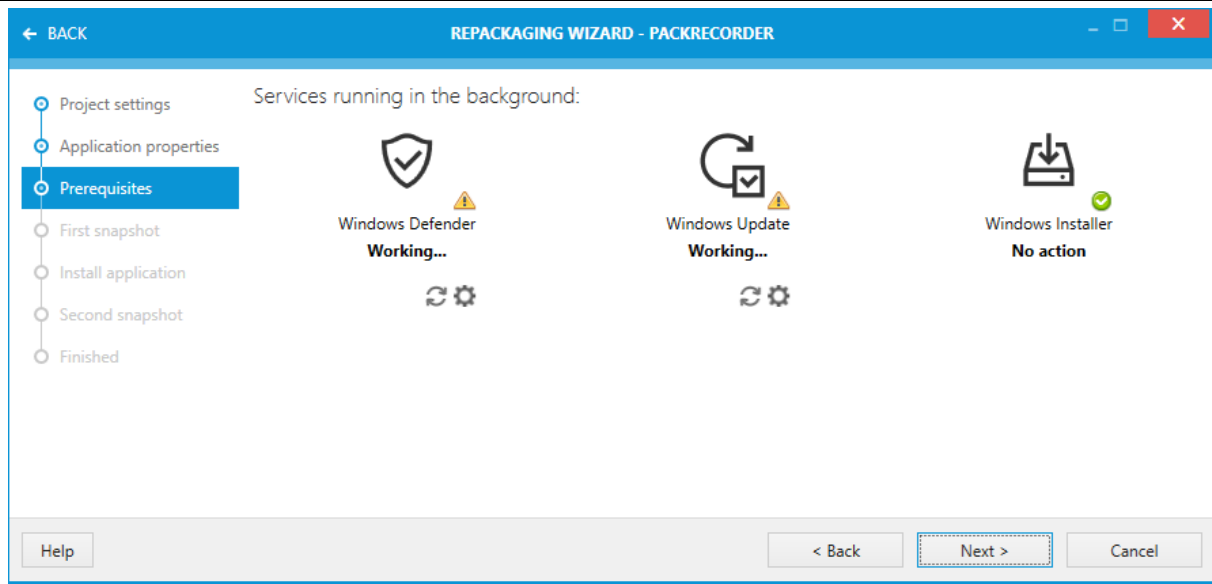 BACK
REPACKAGING WIZARD - PACKRECORDER
Project settings
Application properties
Prerequisites
First snapshot
Install application
Second snapshot
Finished
Services running in the background:
Windows Defender
Working...
Windows Update
Working...
Windows Installer
No action
Help
< Back
Next >
Cancel